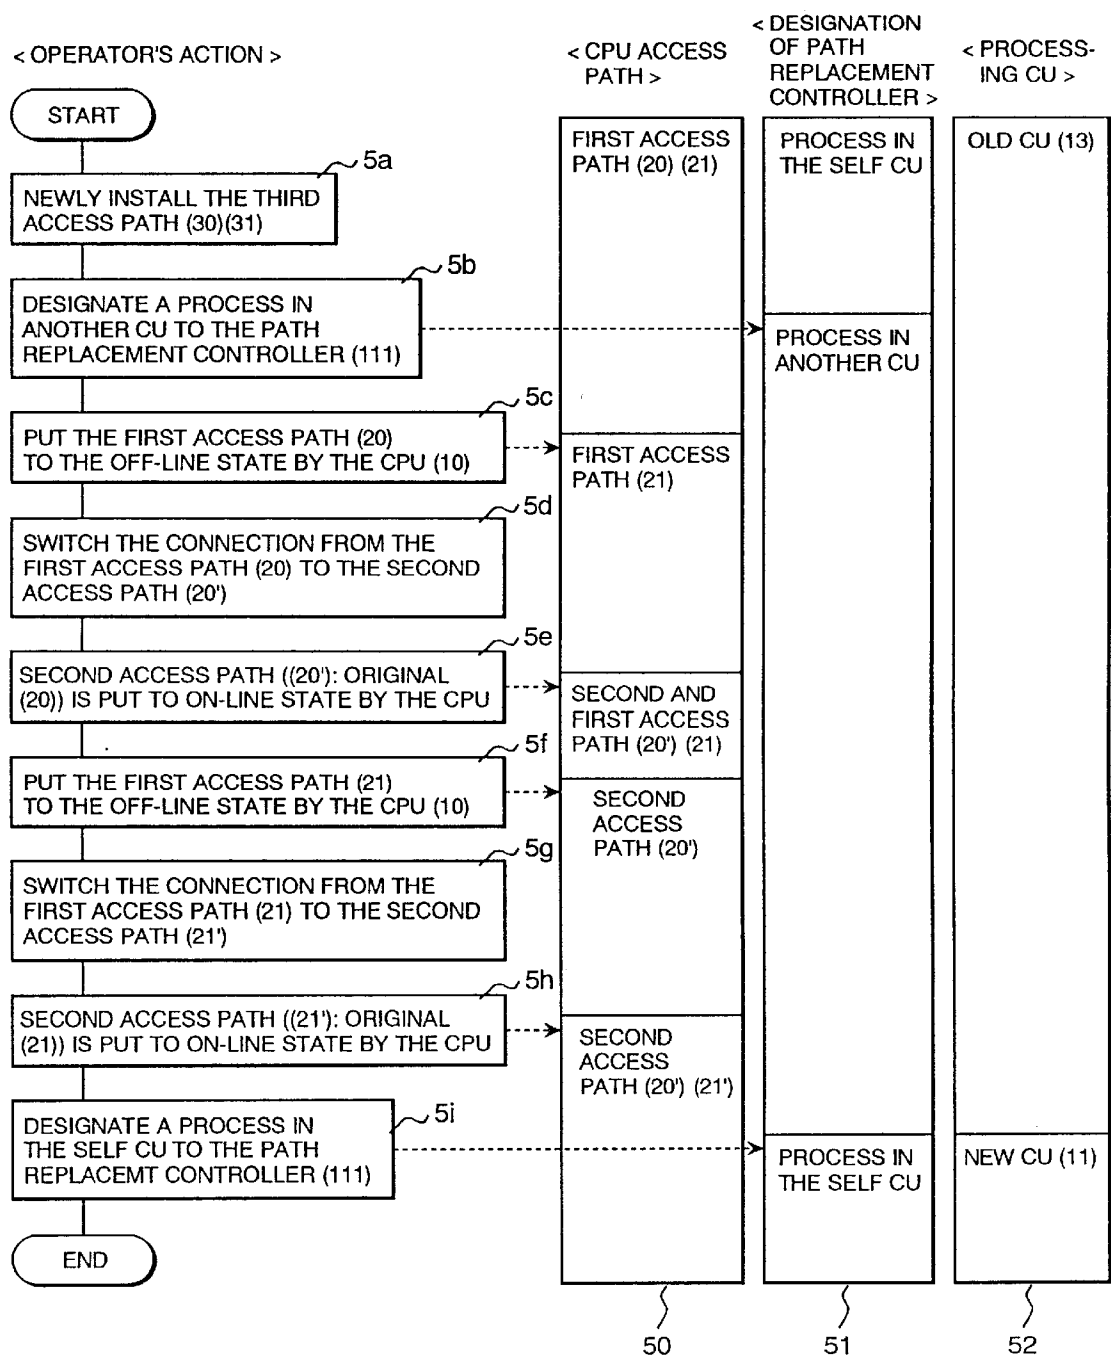 < OPERATOR'S ACTION >
START
5a
NEWLY INSTALL THE THIRD
ACCESS PATH (30)(31)
5b
DESIGNATE A PROCESS IN
ANOTHER CU TO THE PATH
REPLACEMENT CONTROLLER (111)
5c
PUT THE FIRST ACCESS PATH (20)
TO THE OFF-LINE STATE BY THE CPU (10)
5d
SWITCH THE CONNECTION FROM THE
FIRST ACCESS PATH (20) TO THE SECOND
ACCESS PATH (20')
5e
SECOND ACCESS PATH ((20'): ORIGINAL
(20)) IS PUT TO ON-LINE STATE BY THE CPU
5f
PUT THE FIRST ACCESS PATH (21)
TO THE OFF-LINE STATE BY THE CPU (10)
5g
SWITCH THE CONNECTION FROM THE
FIRST ACCESS PATH (21) TO THE SECOND
ACCESS PATH (21')
5h
SECOND ACCESS PATH ((21'): ORIGINAL
(21)) IS PUT TO ON-LINE STATE BY THE CPU
5i
DESIGNATE A PROCESS IN
THE SELF CU TO THE PATH
REPLACEMT CONTROLLER (111)
END
< CPU ACCESS
PATH >
FIRST ACCESS
PATH (20) (21)
FIRST ACCESS
PATH (21)
SECOND AND
FIRST ACCESS
PATH (20') (21)
SECOND
ACCESS
PATH (20')
SECOND
ACCESS
PATH (20') (21')
50
< DESIGNATION
OF PATH
REPLACEMENT
CONTROLLER >
PROCESS IN
THE SELF CU
PROCESS IN
ANOTHER CU
PROCESS IN
THE SELF CU
51
< PROCESS-
ING CU >
OLD CU (13)
NEW CU (11)
52